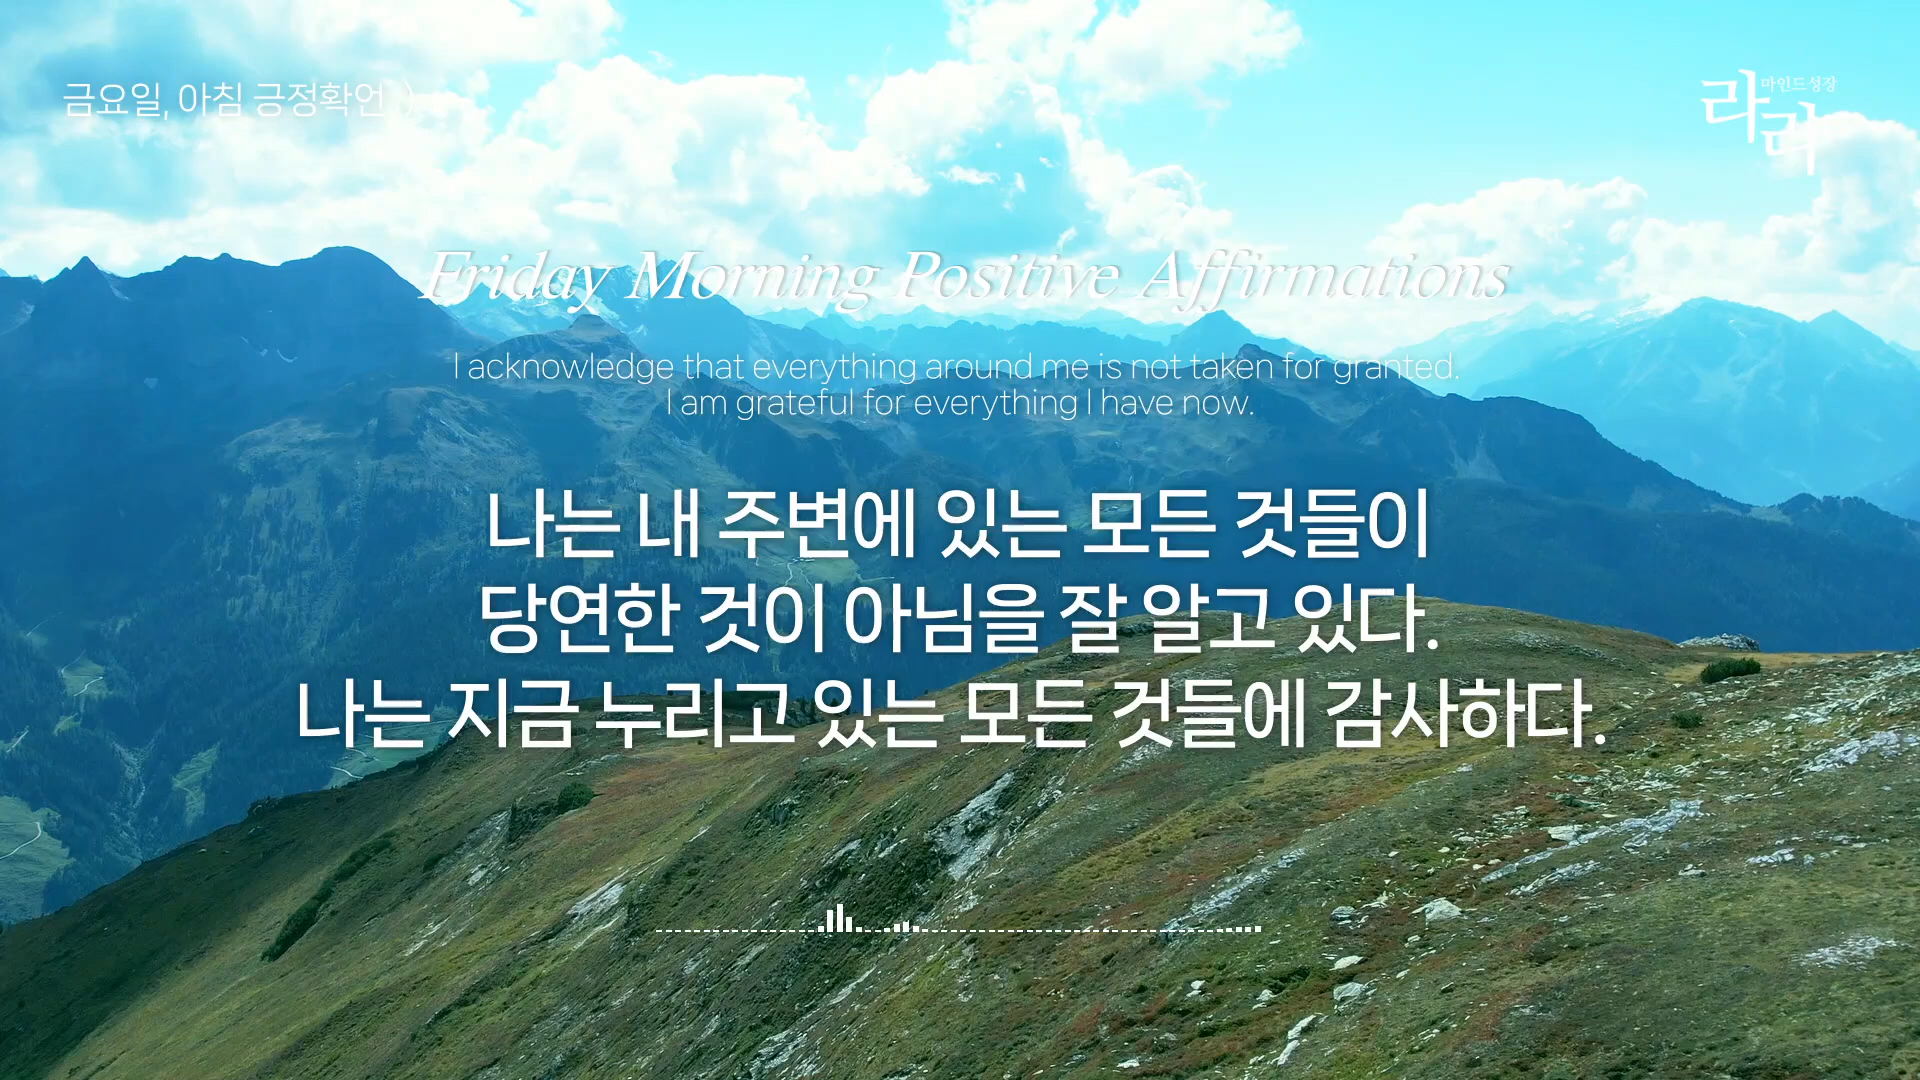 금요일, 아침 긍정확언 :)
마인드 성장
라라
Friday Morning Positive Affirmations
I acknowledge that everything around me is not taken for granted.
I am grateful for everything I have now.
나는 내 주변에 있는 모든 것들이
당연한 것이 아님을 잘 알고 있다.
나는 지금 누리고 있는 모든 것들에 감사하다.